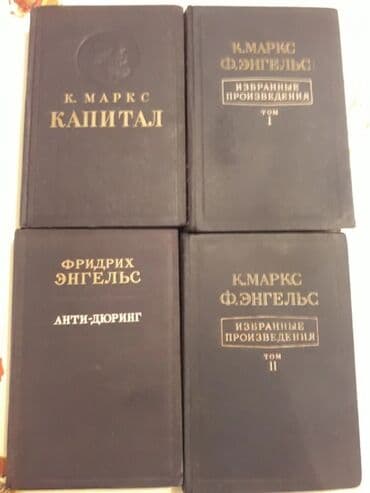 К. МАРКС
КАПИТАЛ
К. МАРКС
Ф. ЭНГЕЛЬС
ИЗБРАННЫЕ
ПРОИЗВЕДЕНИЯ
ТОМ
I
ФРИДРИХ
ЭНГЕЛЬС
АНТИ-ДЮРИНГ
К. МАРКС
Ф. ЭНГЕЛЬС
ИЗБРАННЫЕ
ПРОИЗВЕДЕНИЯ
ТОМ
II